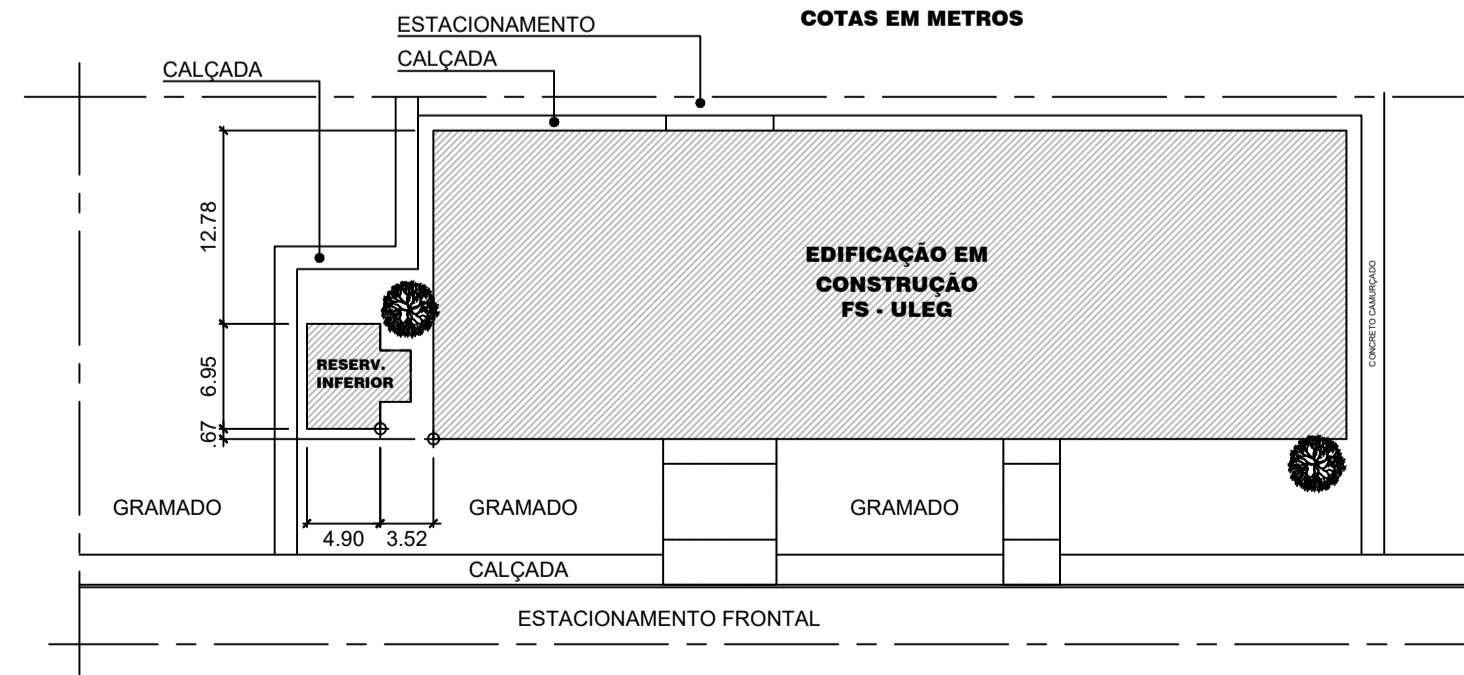 COTAS EM METROS
ESTACIONAMENTO
CALÇADA
CALÇADA
12.78
EDIFICAÇÃO EM
CONSTRUÇÃO
FS - ULEG
CONCRETO CAMURÇADO
RESERV.
INFERIOR
6.95
.67
GRAMADO
GRAMADO
GRAMADO
4.90
3.52
CALÇADA
ESTACIONAMENTO FRONTAL